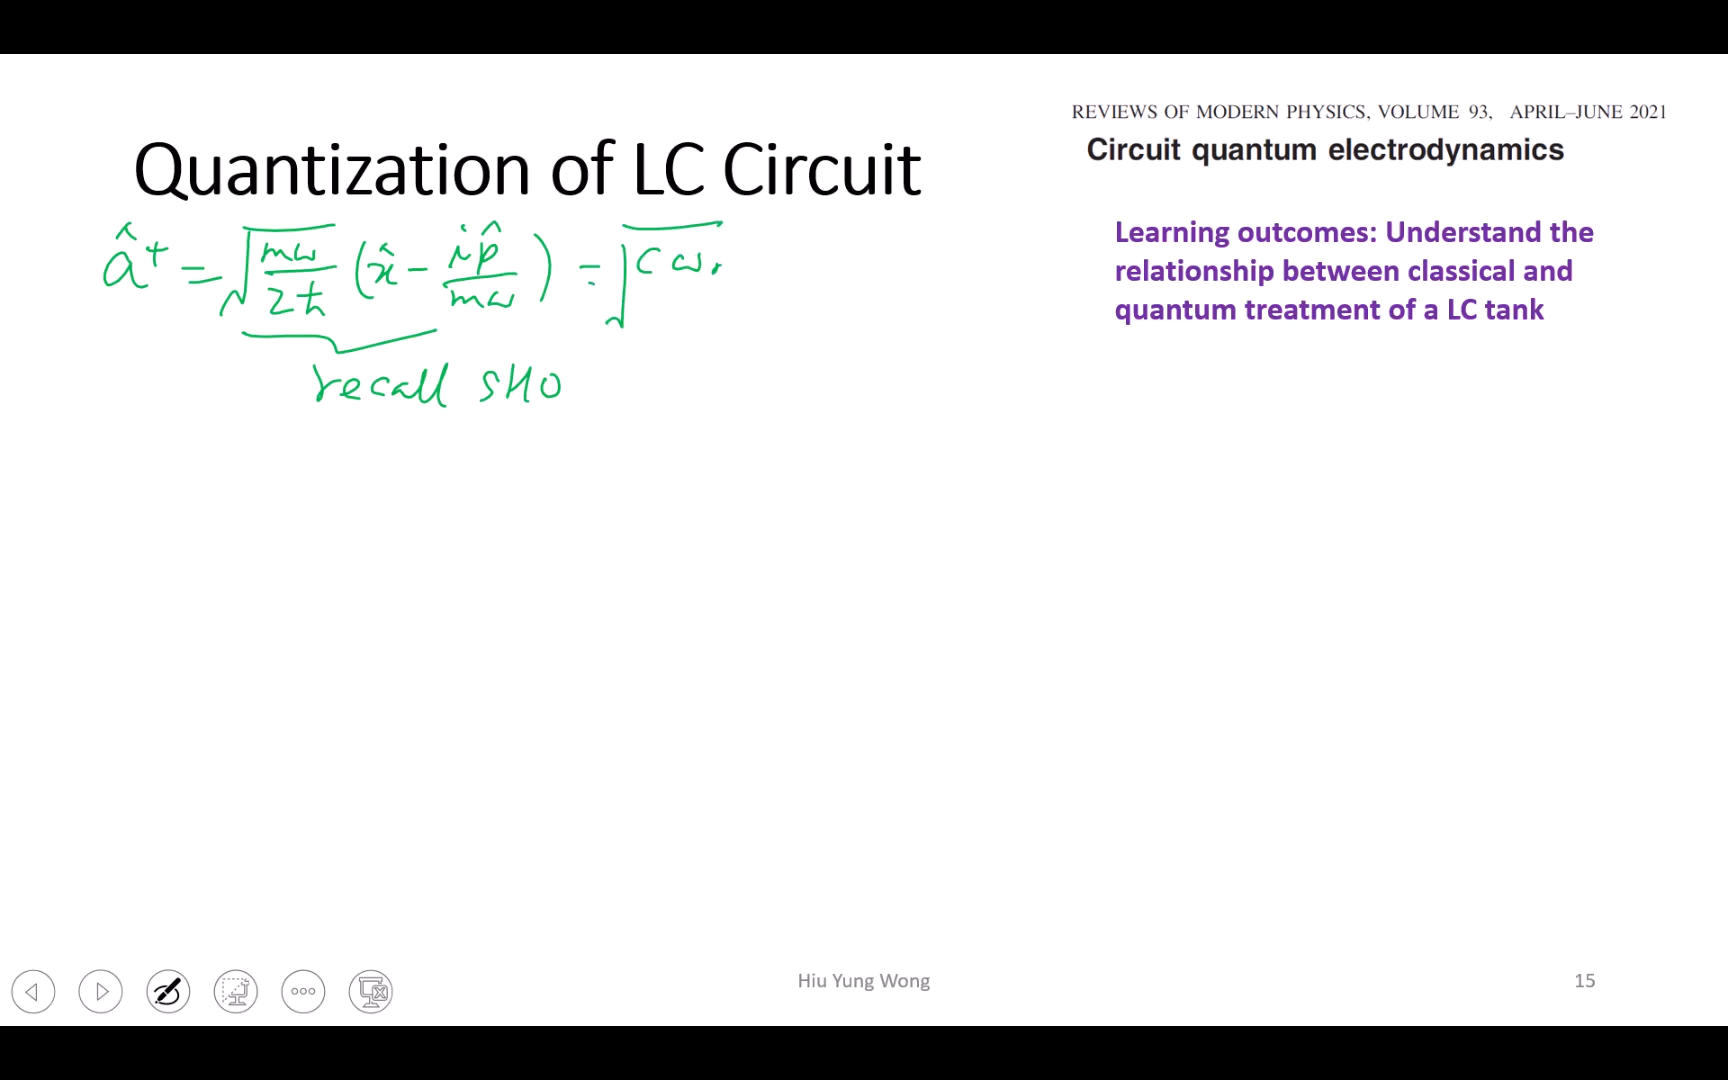 REVIEWS OF MODERN PHYSICS, VOLUME 93, APRIL–JUNE 2021
Circuit quantum electrodynamics
Quantization of LC Circuit
Learning outcomes: Understand the
relationship between classical and
quantum treatment of a LC tank
â⁺ = √(mω/2ħ) (x̂ − ip̂/mω) = √Cωr
recall SHO
Hiu Yung Wong
15